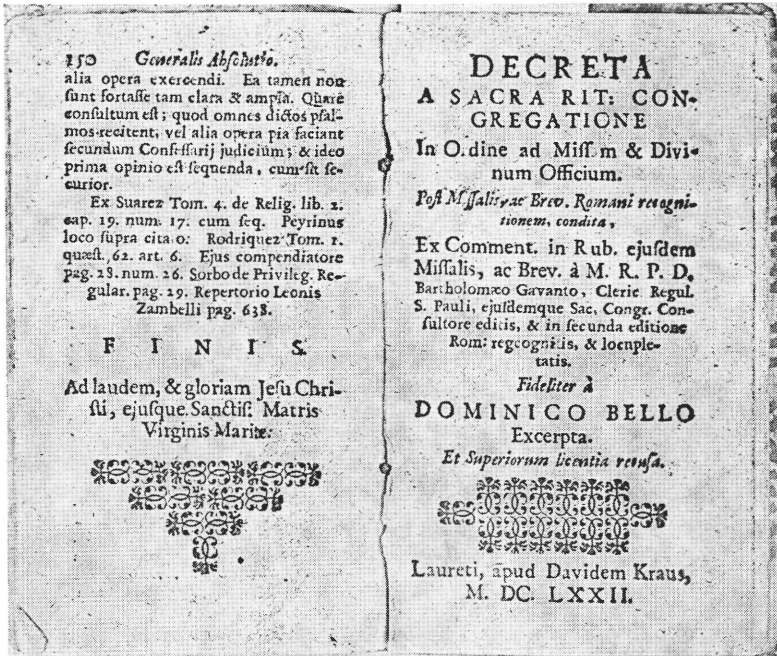 150 Generalis Absolutio.
alia opera exercendi. Ea tamen non
sunt fortasse tam clara & ampla. Quare
consultum est; quod omnes dictos psal-
mos recitent, vel alia opera pia faciant
secundum Confessarij judicium; & ideo
prima opinio est sequenda, cum sit se-
curior.
Ex Suarez Tom. 4. de Relig. lib. 2.
cap. 19. num. 17. cum seq. Peyrinus
loco supra citato: Rodriquez Tom. 1.
quæst. 62. art. 6. Ejus compendiatore
pag. 28. num. 26. Sorbo de Privileg. Re-
gular. pag. 29. Repertorio Leonis
Zambelli pag. 638.
F I N I S.
Ad laudem, & gloriam Jesu Chri-
sti, ejusque Sanctis: Matris
Virginis Mariæ.
DECRETA
A SACRA RIT: CON-
GREGATIONE
In Ordine ad Missam & Divi-
num Officium.
Post Missalis, ac Brev. Romani recogni-
tionem, condita,
Ex Comment. in Rub. ejusdem
Missalis, ac Brev. à M. R. P. D.
Bartholomæo Gavanto, Cleric Regul.
S. Pauli, ejusdemque Sac, Congr. Con-
sultore editis, & in secunda editione
Rom: regcognitis, & locnple-
tatis.
Fideliter à
DOMINICO BELLO
Excerpta.
Et Superiorum licentia recusa.
Laureti, apud Davidem Kraus,
M. DC. LXXII.